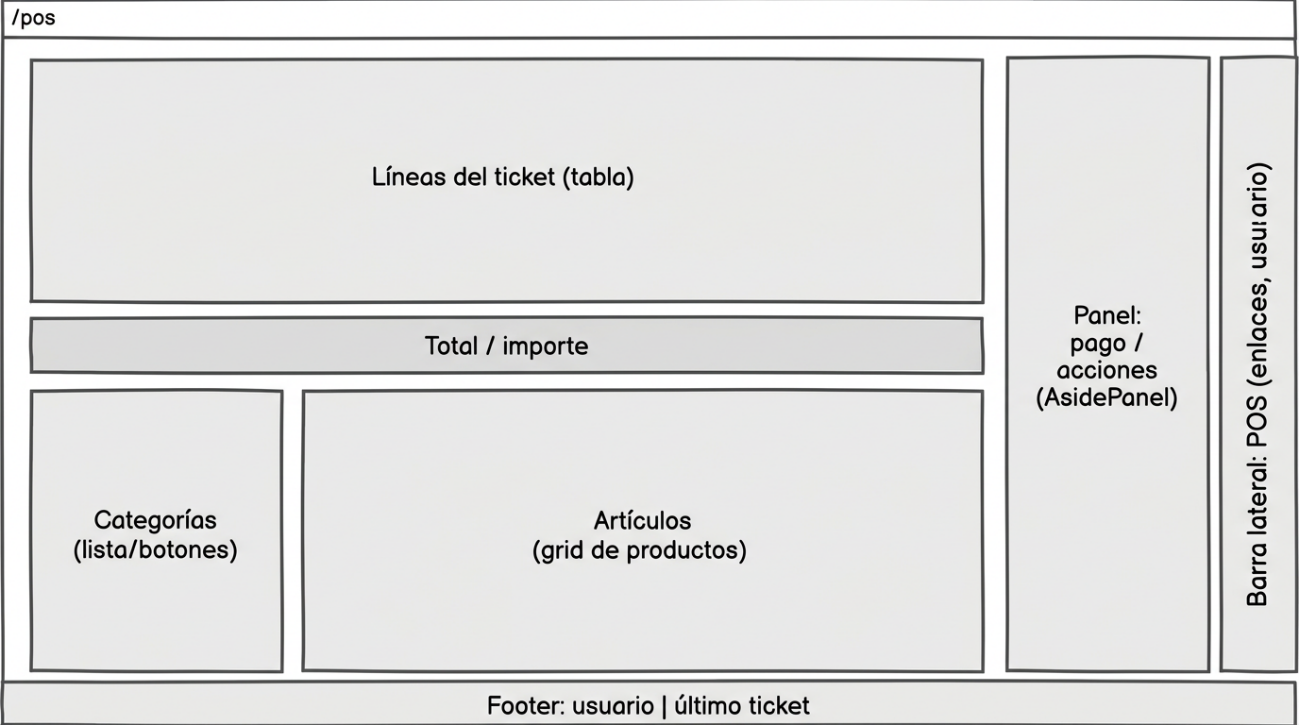 /pos
Líneas del ticket (tabla)
Total / importe
Categorías
(lista/botones)
Artículos
(grid de productos)
Panel:
pago /
acciones
(AsidePanel)
Barra lateral: POS (enlaces, usuario)
Footer: usuario | último ticket